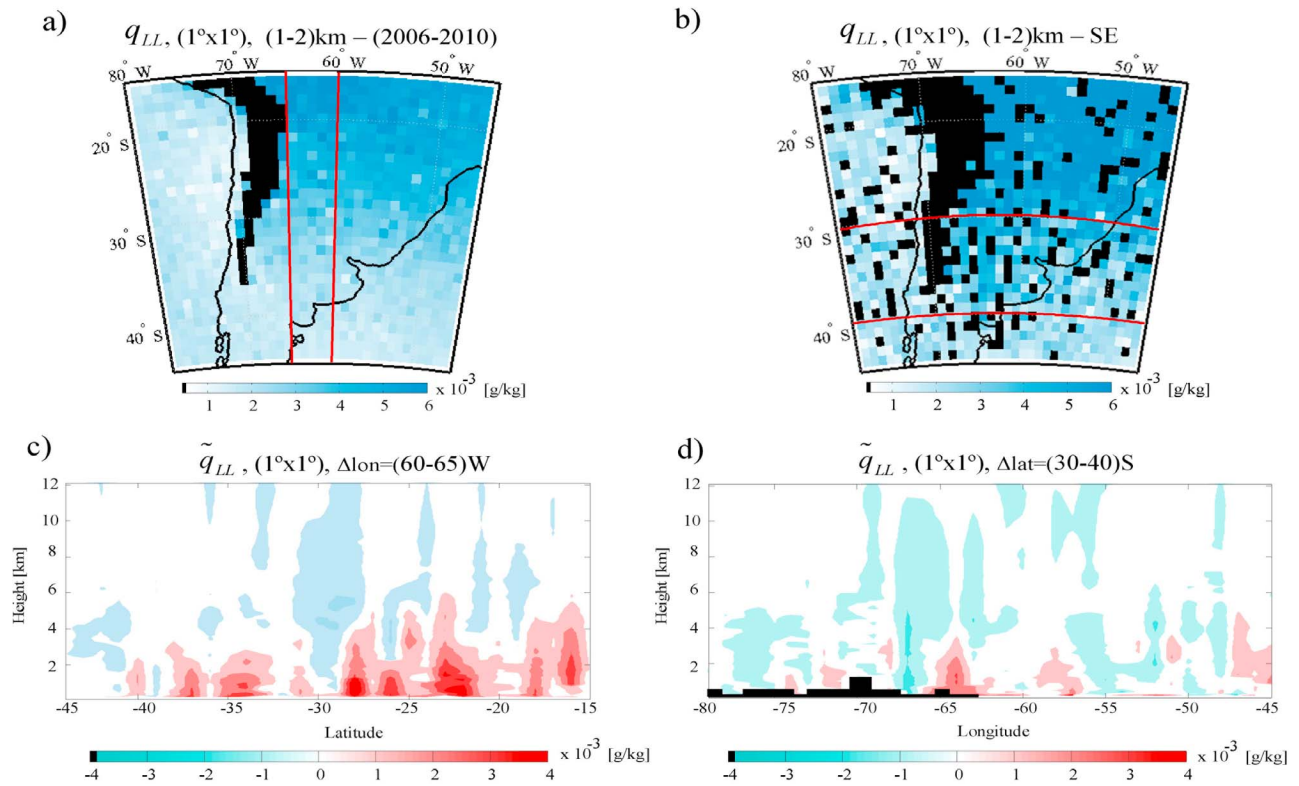 a)
q_LL, (1°x1°), (1-2)km – (2006-2010)
80° W 70° W 60° W 50° W
20° S
30° S
40° S
1 2 3 4 5 6 x 10^-3 [g/kg]
b)
q_LL, (1°x1°), (1-2)km – SE
80° W 70° W 60° W 50° W
20° S
30° S
40° S
1 2 3 4 5 6 x 10^-3 [g/kg]
c)
q̃_LL , (1°x1°), Δlon=(60-65)W
12
10
8
6
4
2
Height [km]
-45 -40 -35 -30 -25 -20 -15
Latitude
-4 -3 -2 -1 0 1 2 3 4 x 10^-3 [g/kg]
d)
q̃_LL , (1°x1°), Δlat=(30-40)S
12
10
8
6
4
2
Height [km]
-80 -75 -70 -65 -60 -55 -50 -45
Longitude
-4 -3 -2 -1 0 1 2 3 4 x 10^-3 [g/kg]